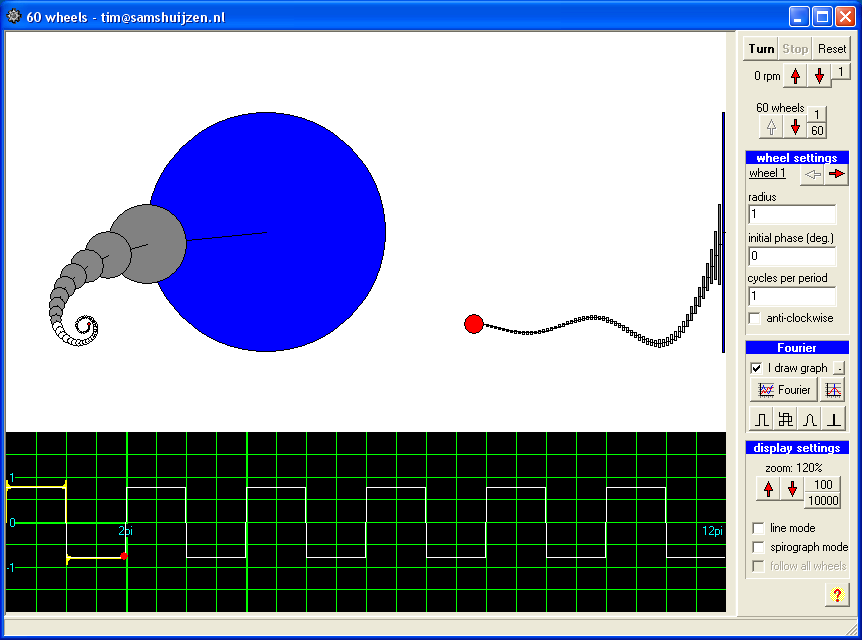 60 wheels - tim@samshuijzen.nl
Turn Stop Reset
0 rpm 1
60 wheels 1
60
wheel settings
wheel 1
radius
1
initial phase (deg.)
0
cycles per period
1
anti-clockwise
Fourier
I draw graph .
Fourier
display settings
zoom: 120%
100
10000
line mode
spirograph mode
follow all wheels
?
1
0
2pi 12pi
-1